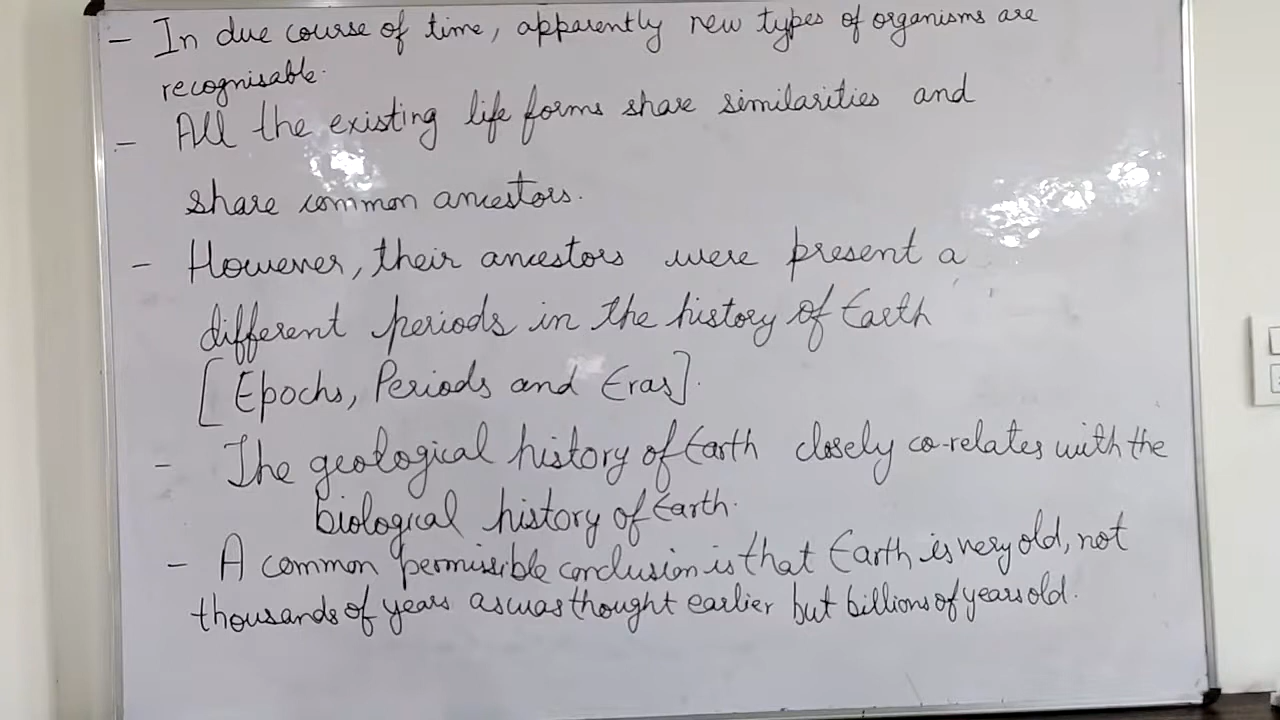 - In due course of time, apparently new types of organisms are
recognisable.
- All the existing life forms share similarities and
share common ancestors.
- However, their ancestors were present a
different periods in the history of Earth
[Epochs, Periods and Eras].
- The geological history of Earth closely co-relates with the
biological history of Earth.
- A common permissible conclusion is that Earth is very old, not
thousands of years as was thought earlier but billions of years old.